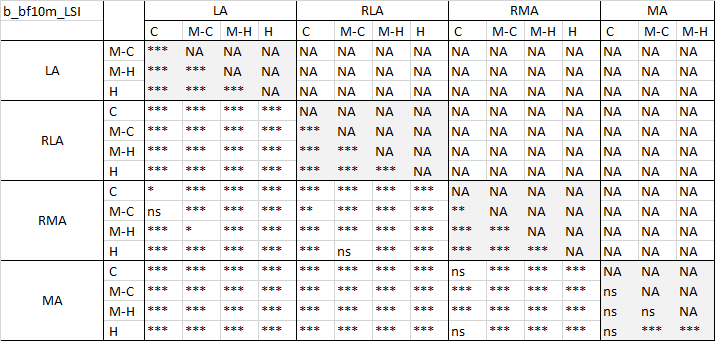 b_bf10m_LSI LA RLA RMA MA
C M-C M-H H C M-C M-H H C M-C M-H H C M-C M-H
LA M-C *** NA NA NA NA NA NA NA NA NA NA NA NA NA NA
M-H *** *** NA NA NA NA NA NA NA NA NA NA NA NA NA
H *** *** *** NA NA NA NA NA NA NA NA NA NA NA NA
RLA C *** *** *** *** NA NA NA NA NA NA NA NA NA NA NA
M-C *** *** *** *** *** NA NA NA NA NA NA NA NA NA NA
M-H *** *** *** *** *** *** NA NA NA NA NA NA NA NA NA
H *** *** *** *** *** *** *** NA NA NA NA NA NA NA NA
RMA C * *** *** *** *** *** *** *** NA NA NA NA NA NA NA
M-C ns *** *** *** ** *** *** *** ** NA NA NA NA NA NA
M-H *** * *** *** *** *** *** *** *** *** NA NA NA NA NA
H *** *** *** *** *** ns *** *** *** *** *** NA NA NA NA
MA C *** *** *** *** *** *** *** *** ns *** *** *** NA NA NA
M-C *** *** *** *** *** *** *** *** *** *** *** *** ns NA NA
M-H *** *** *** *** *** *** *** *** *** *** *** *** ns ns NA
H *** *** *** *** *** *** *** *** ns *** *** *** ns *** ***